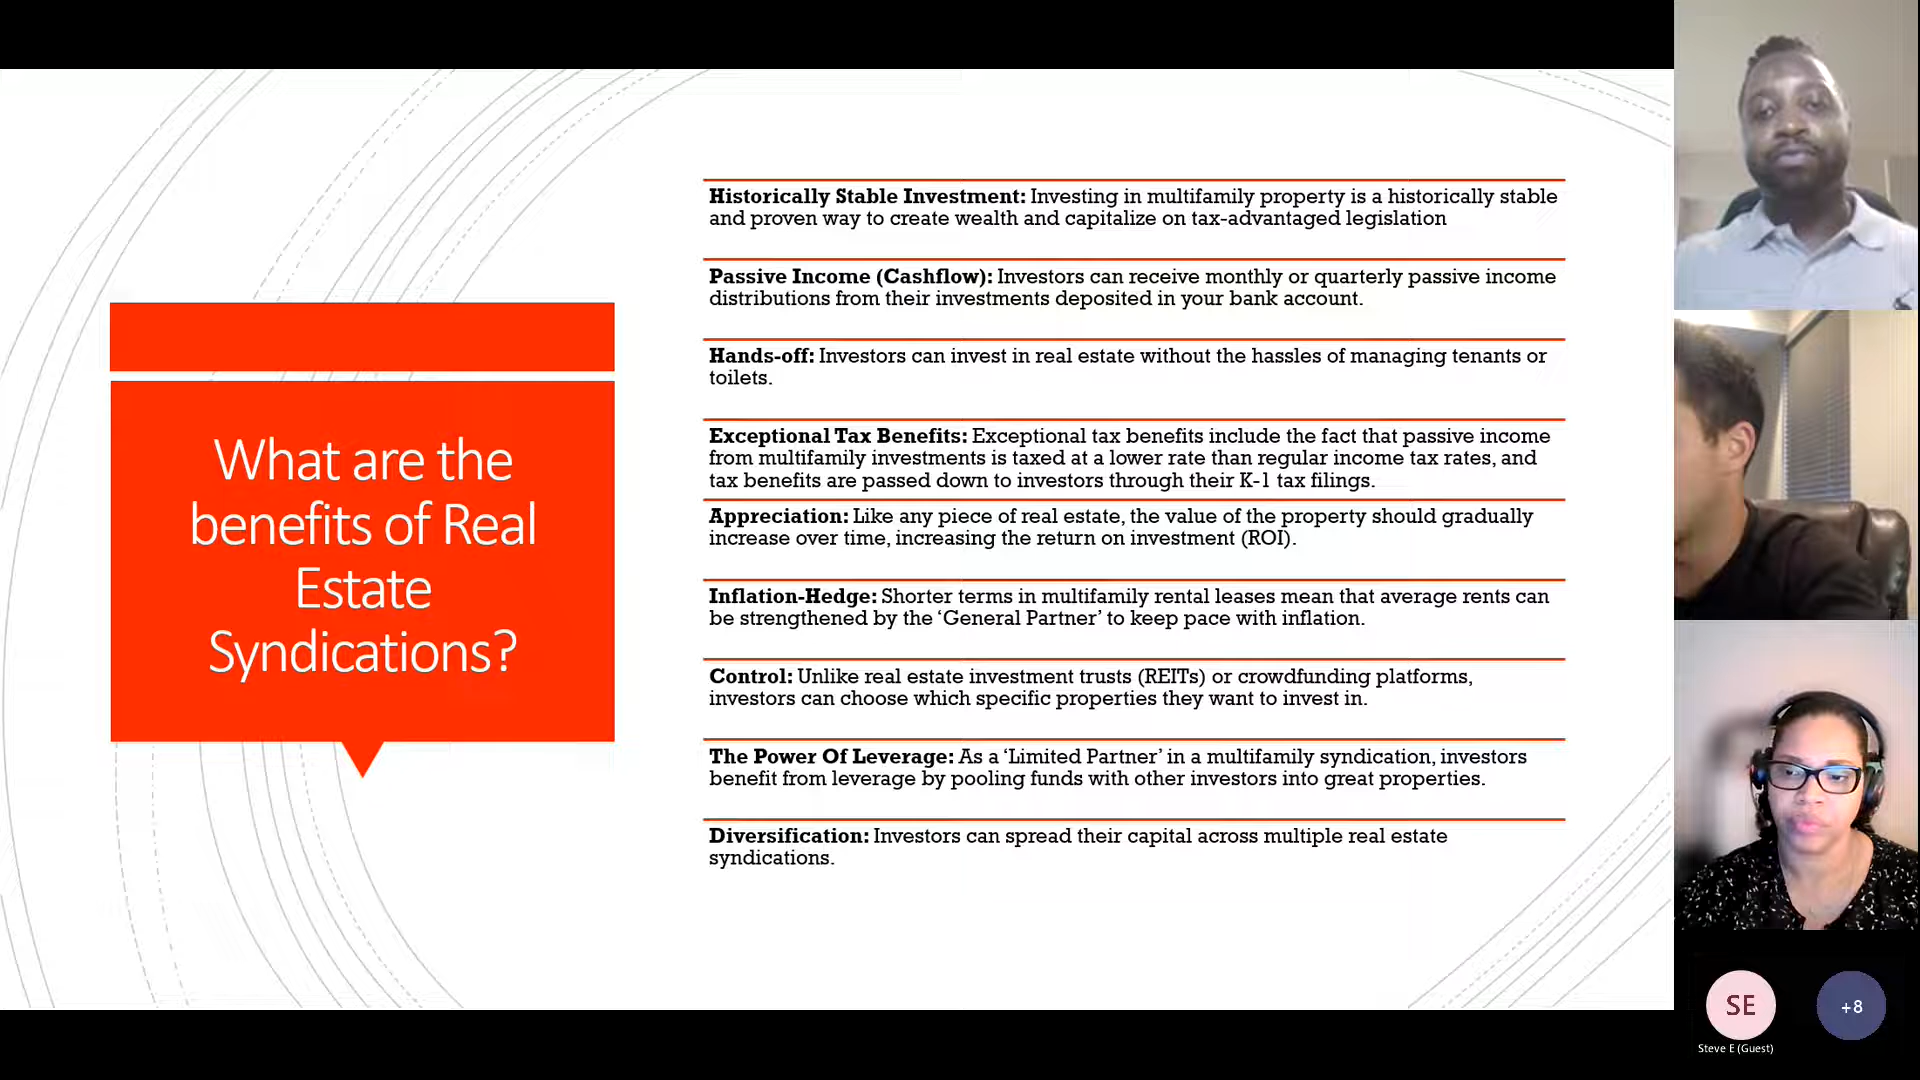 What are the
benefits of Real
Estate
Syndications?
Historically Stable Investment: Investing in multifamily property is a historically stable
and proven way to create wealth and capitalize on tax-advantaged legislation
Passive Income (Cashflow): Investors can receive monthly or quarterly passive income
distributions from their investments deposited in your bank account.
Hands-off: Investors can invest in real estate without the hassles of managing tenants or
toilets.
Exceptional Tax Benefits: Exceptional tax benefits include the fact that passive income
from multifamily investments is taxed at a lower rate than regular income tax rates, and
tax benefits are passed down to investors through their K-1 tax filings.
Appreciation: Like any piece of real estate, the value of the property should gradually
increase over time, increasing the return on investment (ROI).
Inflation-Hedge: Shorter terms in multifamily rental leases mean that average rents can
be strengthened by the ‘General Partner’ to keep pace with inflation.
Control: Unlike real estate investment trusts (REITs) or crowdfunding platforms,
investors can choose which specific properties they want to invest in.
The Power Of Leverage: As a ‘Limited Partner’ in a multifamily syndication, investors
benefit from leverage by pooling funds with other investors into great properties.
Diversification: Investors can spread their capital across multiple real estate
syndications.
SE
+8
Steve E (Guest)